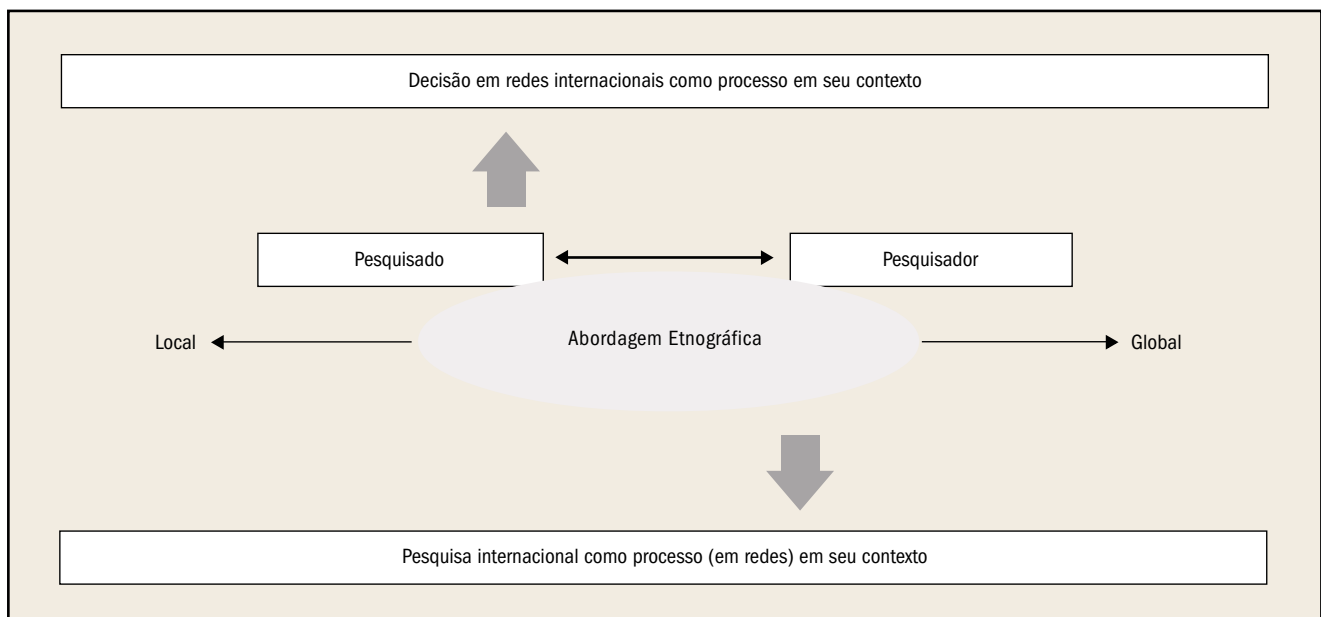 Decisão em redes internacionais como processo em seu contexto
Pesquisado
Pesquisador
Local
Abordagem Etnográfica
Global
Pesquisa internacional como processo (em redes) em seu contexto